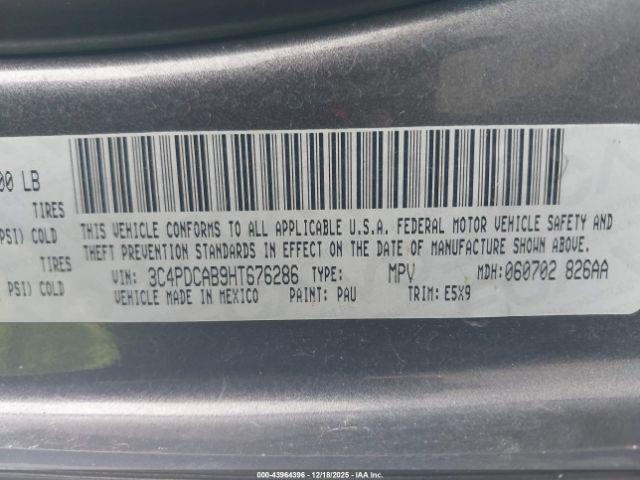 00 LB
TIRES
PSI) COLD
TIRES
PSI) COLD
THIS VEHICLE CONFORMS TO ALL APPLICABLE U.S.A. FEDERAL MOTOR VEHICLE SAFETY AND
THEFT PREVENTION STANDARDS IN EFFECT ON THE DATE OF MANUFACTURE SHOWN ABOVE.
VIN: 3C4PDCAB9HT676286 TYPE: MPV MDH: 060702 826AA
VEHICLE MADE IN MEXICO PAINT: PAU TRIM: E5X9
000-43964396 - 12/18/2025 - IAA Inc.